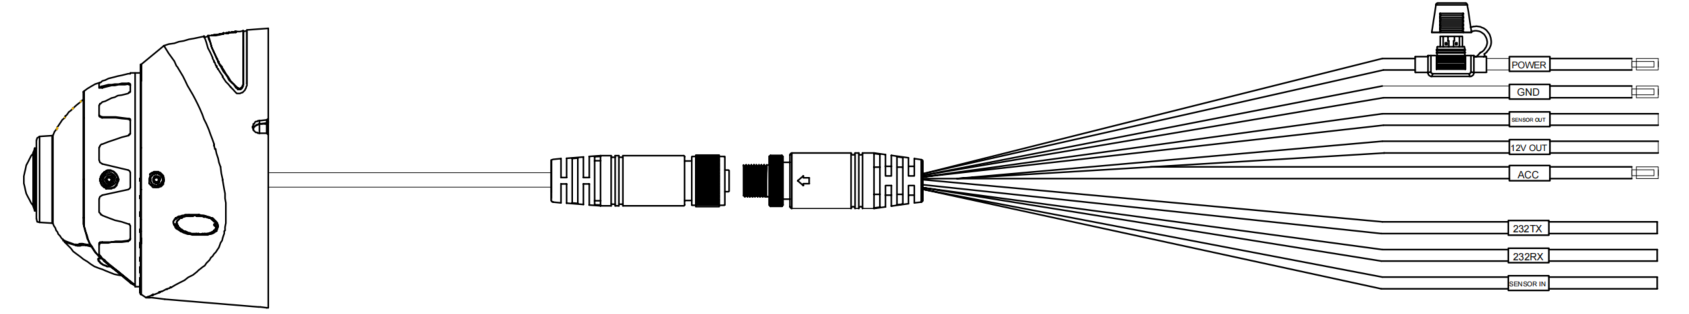 POWER
GND
SENSOR OUT
12V OUT
ACC
232TX
232RX
SENSOR IN